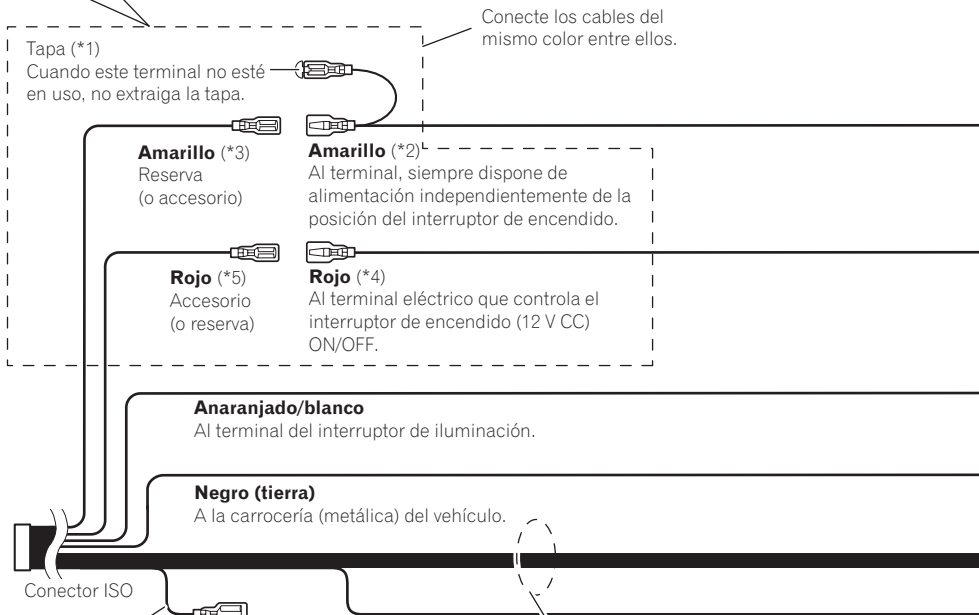 Conecte los cables del
mismo color entre ellos.
Tapa (*1)
Cuando este terminal no esté
en uso, no extraiga la tapa.
Amarillo (*3)
Reserva
(o accesorio)
Amarillo (*2)
Al terminal, siempre dispone de
alimentación independientemente de la
posición del interruptor de encendido.
Rojo (*5)
Accesorio
(o reserva)
Rojo (*4)
Al terminal eléctrico que controla el
interruptor de encendido (12 V CC)
ON/OFF.
Anaranjado/blanco
Al terminal del interruptor de iluminación.
Negro (tierra)
A la carrocería (metálica) del vehículo.
Conector ISO